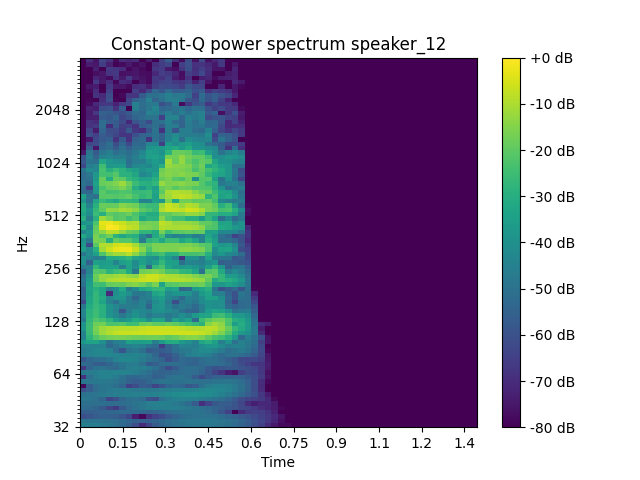 Constant-Q power spectrum speaker_12
Hz
2048
1024
512
256
128
64
32
0 0.15 0.3 0.45 0.6 0.75 0.9 1.1 1.2 1.4
Time
+0 dB
-10 dB
-20 dB
-30 dB
-40 dB
-50 dB
-60 dB
-70 dB
-80 dB